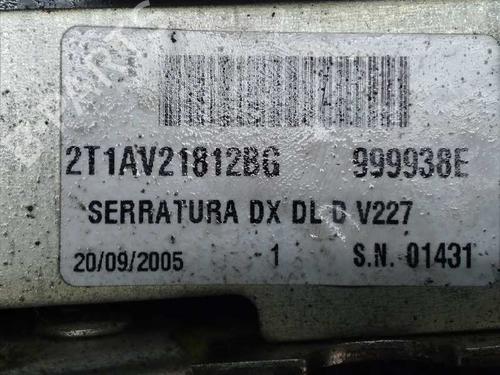 2T1AV21812BG 999938E
SERRATURA DX DL D V227
20/09/2005 1 S.N. 01431